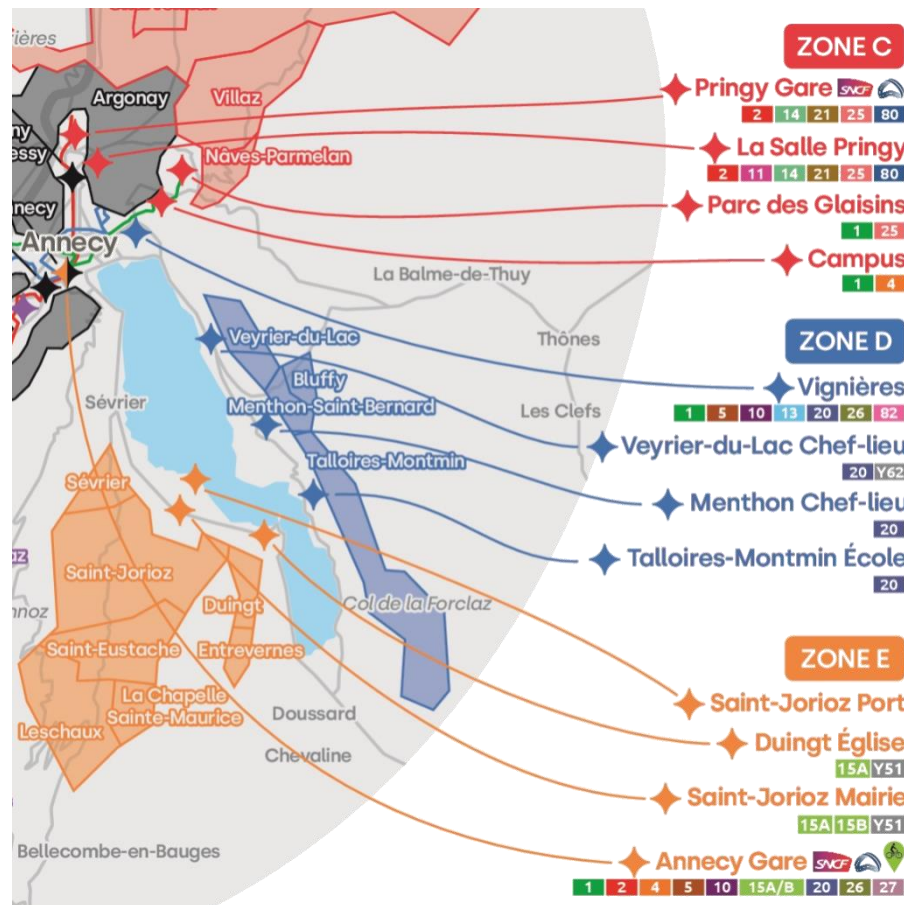 ières
Argonay
Villaz
ny
essy
Nâves-Parmelan
necy
Annecy
La Balme-de-Thuy
Veyrier-du-Lac
Thônes
Bluffy
Sévrier
Menthon-Saint-Bernard
Les Clefs
Talloires-Montmin
Sévrier
az
Saint-Jorioz
nnoz
Duingt
Col de la Forclaz
Saint-Eustache
Entrevernes
La Chapelle
Sainte-Maurice
Leschaux
Doussard
Chevaline
Bellecombe-en-Bauges
ZONE C
Pringy Gare SNCF
2 14 21 25 80
La Salle Pringy
2 11 14 21 25 80
Parc des Glaisins
1 25
Campus
1 4
ZONE D
Vignières
1 5 10 13 20 26 82
Veyrier-du-Lac Chef-lieu
20 Y62
Menthon Chef-lieu
20
Talloires-Montmin École
20
ZONE E
Saint-Jorioz Port
Duingt Église
15A Y51
Saint-Jorioz Mairie
15A 15B Y51
Annecy Gare SNCF
1 2 4 5 10 15A/B 20 26 27